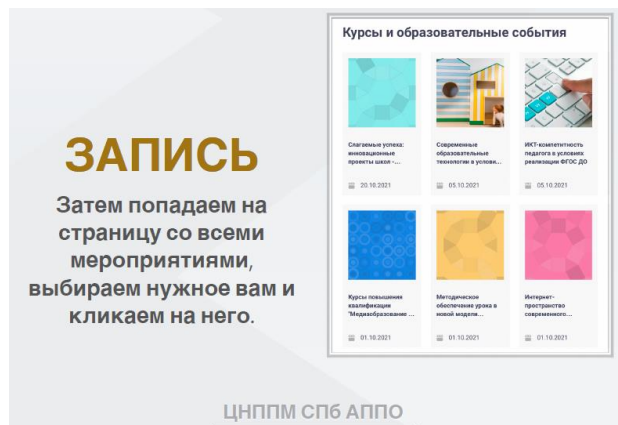 ЗАПИСЬ
Затем попадаем на
страницу со всеми
мероприятиями,
выбираем нужное вам и
кликаем на него.
Курсы и образовательные события
Слагаемые успеха:
инновационные
проекты школ -...
20.10.2021
Современные
образовательные
технологии в услови...
05.10.2021
ИКТ-компетентность
педагога в условиях
реализации ФГОС ДО
05.10.2021
Курсы повышения
квалификации
"Медиаобразование ...
01.10.2021
Методическое
обеспечение урока в
новой модели...
01.10.2021
Интернет-
пространство
современного...
01.10.2021
ЦНППМ СПб АППО